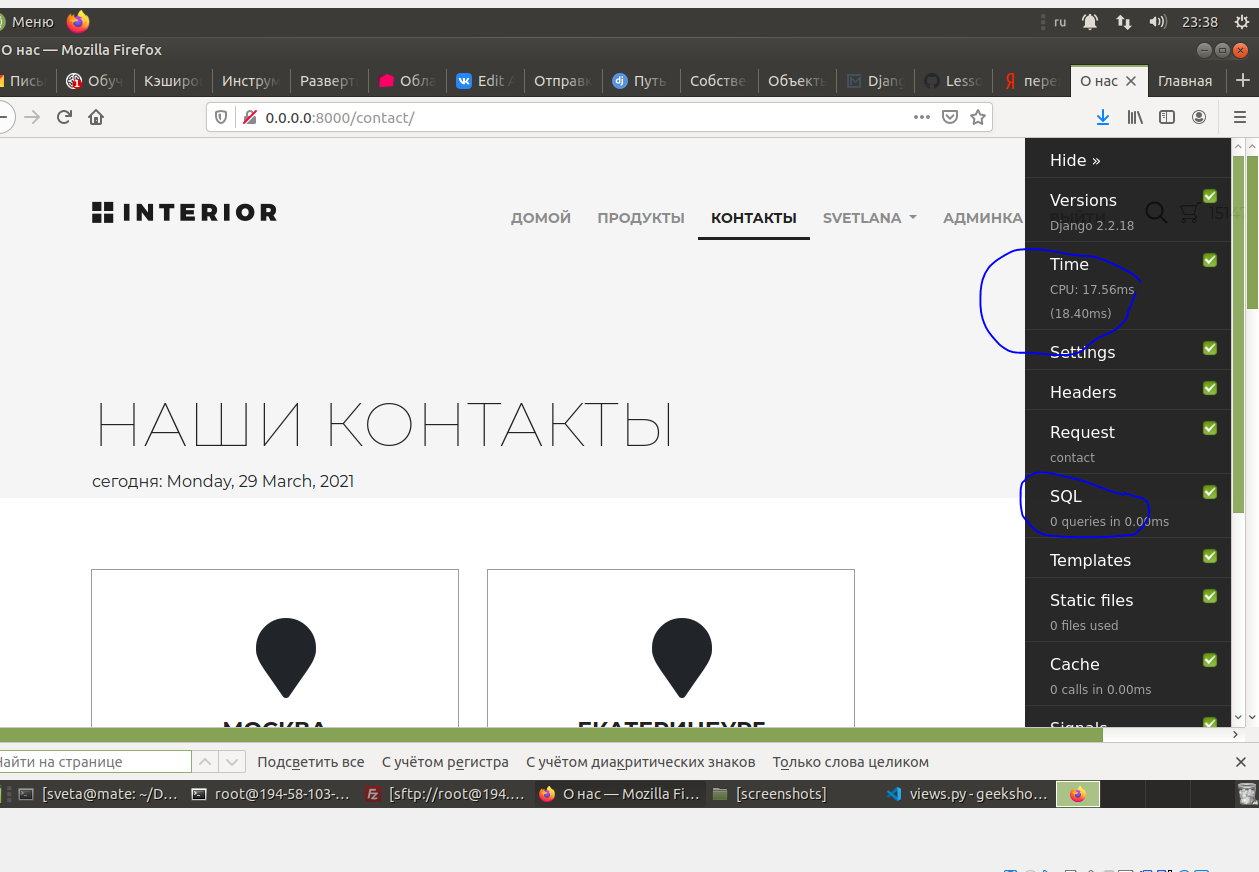 Меню ru 23:38
О нас — Mozilla Firefox
Обуч Кэширо Инструм Разверт Обла Edit Отправк Путь Собстве Объекть Djang Lesso пере О нас Главная
0.0.0.0:8000/contact/
INTERIOR
ДОМОЙ ПРОДУКТЫ КОНТАКТЫ SVETLANA АДМИНКА ВЫЙТИ
НАШИ КОНТАКТЫ
сегодня: Monday, 29 March, 2021
МОСКВА ЕКАТЕРИНБУРГ
Hide »
Versions
Django 2.2.18
Time
CPU: 17.56ms
(18.40ms)
Settings
Headers
Request
contact
SQL
0 queries in 0.00ms
Templates
Static files
0 files used
Cache
0 calls in 0.00ms
Signals
Найти на странице Подсветить все С учётом регистра С учётом диакритических знаков Только слова целиком
[sveta@mate: ~/D... root@194-58-103-... [sftp://root@194.... О нас — Mozilla Fi... [screenshots] views.py - geeksho...